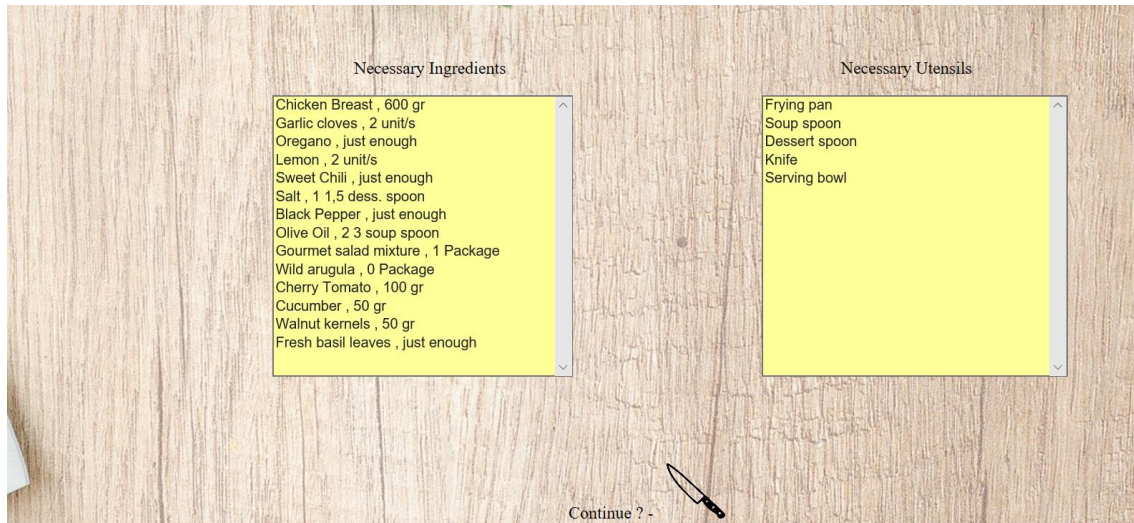 Necessary Ingredients
Chicken Breast , 600 gr
Garlic cloves , 2 unit/s
Oregano , just enough
Lemon , 2 unit/s
Sweet Chili , just enough
Salt , 1 1,5 dess. spoon
Black Pepper , just enough
Olive Oil , 2 3 soup spoon
Gourmet salad mixture , 1 Package
Wild arugula , 0 Package
Cherry Tomato , 100 gr
Cucumber , 50 gr
Walnut kernels , 50 gr
Fresh basil leaves , just enough
Necessary Utensils
Frying pan
Soup spoon
Dessert spoon
Knife
Serving bowl
Continue ? -